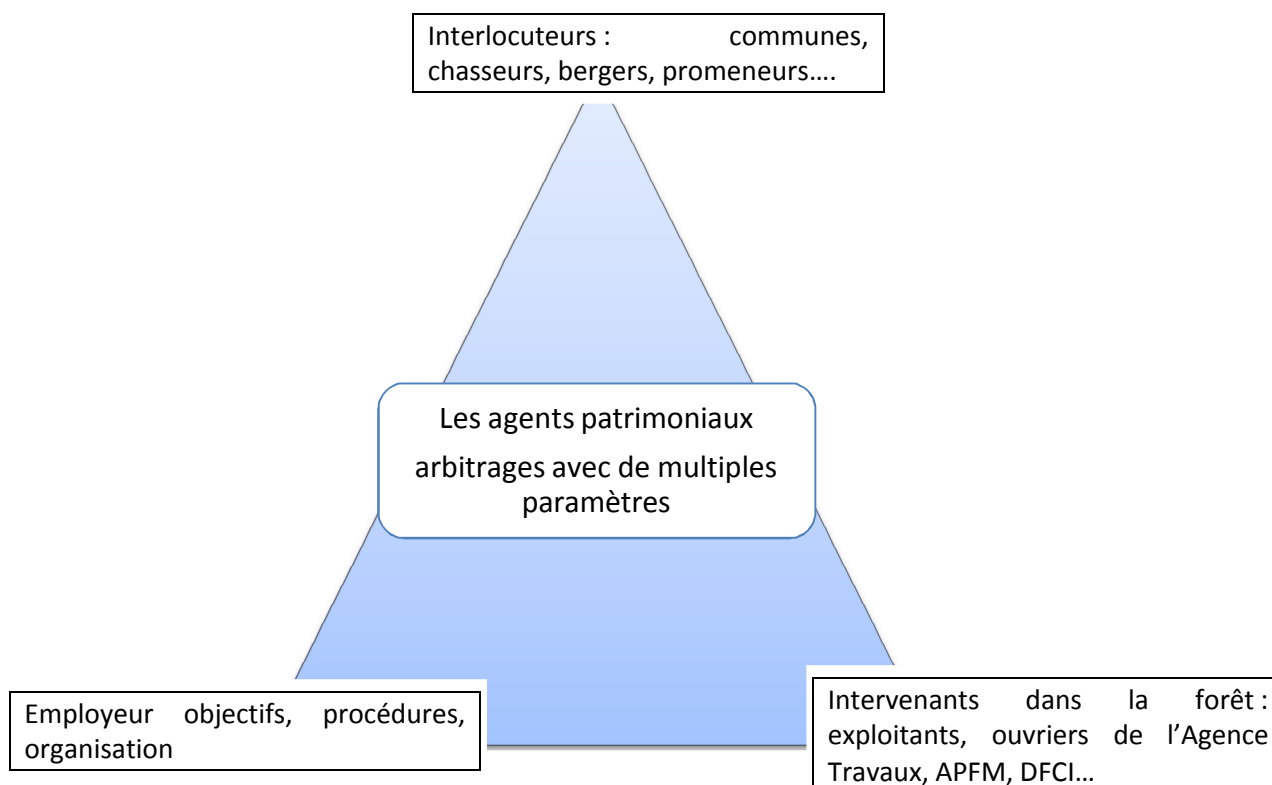 Interlocuteurs : communes,
chasseurs, bergers, promeneurs….
Les agents patrimoniaux
arbitrages avec de multiples
paramètres
Employeur objectifs, procédures,
organisation
Intervenants dans la forêt :
exploitants, ouvriers de l’Agence
Travaux, APFM, DFCI…